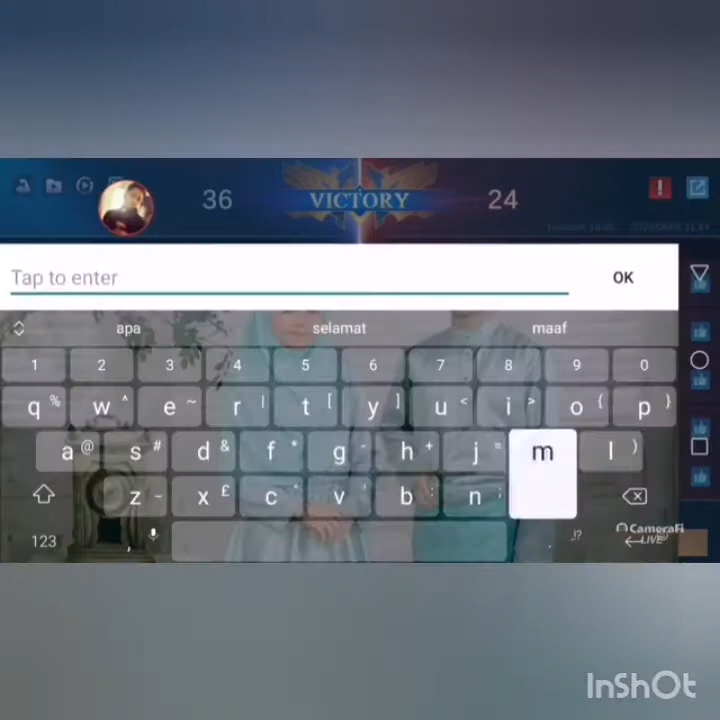 36 VICTORY 24
Tap to enter OK
apa selamat maaf
1 2 3 4 5 6 7 8 9 0
q % w ^ e ~ r | t [ y ] u < i > o { p }
a @ s # d & f * g - h + j = m l )
z x £ c v b n
123 , . !?
CameraFi
LIVE
InShOt